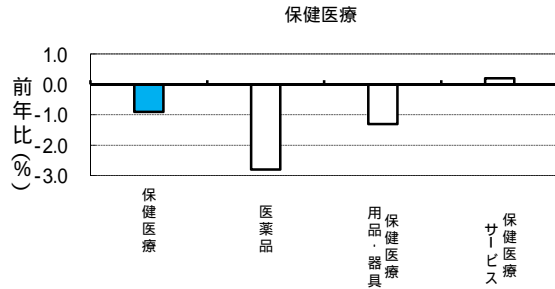 保健医療
1.0
0.0
-1.0
-2.0
-3.0
前年比(%)
保健医療
医薬品
保健医療
用品・器具
保健医療
サービス